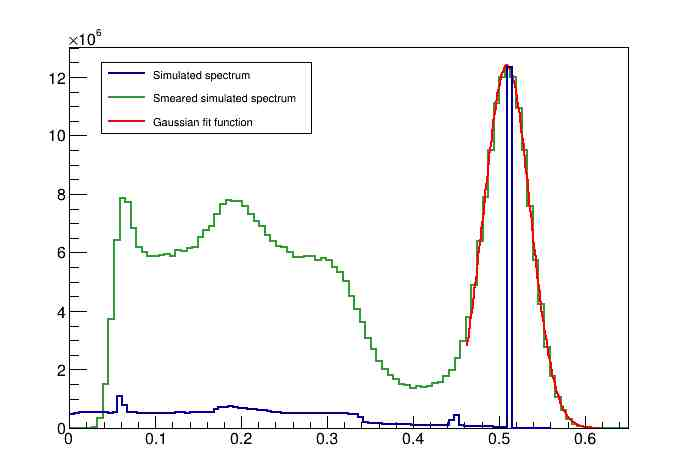 ×10⁶
Simulated spectrum
Smeared simulated spectrum
Gaussian fit function
12
10
8
6
4
2
0
0 0.1 0.2 0.3 0.4 0.5 0.6